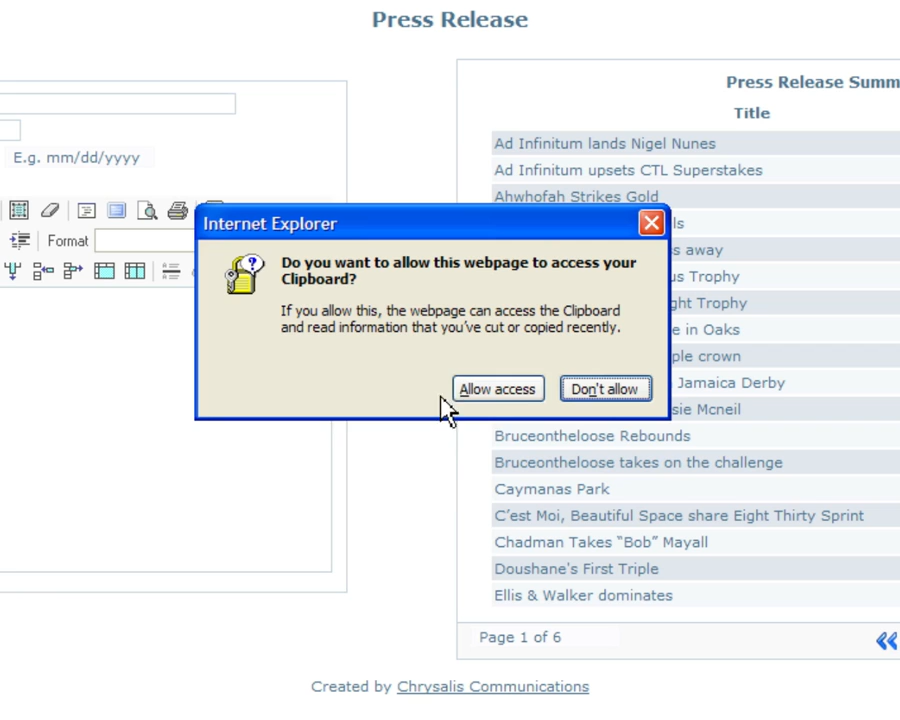 Press Release
E.g. mm/dd/yyyy
Format
Internet Explorer
Do you want to allow this webpage to access your
Clipboard?
If you allow this, the webpage can access the Clipboard
and read information that you've cut or copied recently.
Allow access
Don't allow
Press Release Summ
Title
Ad Infinitum lands Nigel Nunes
Ad Infinitum upsets CTL Superstakes
Ahwhofah Strikes Gold
ls
s away
us Trophy
ght Trophy
e in Oaks
ple crown
Jamaica Derby
sie Mcneil
Bruceontheloose Rebounds
Bruceontheloose takes on the challenge
Caymanas Park
C’est Moi, Beautiful Space share Eight Thirty Sprint
Chadman Takes “Bob” Mayall
Doushane's First Triple
Ellis & Walker dominates
Page 1 of 6
Created by Chrysalis Communications